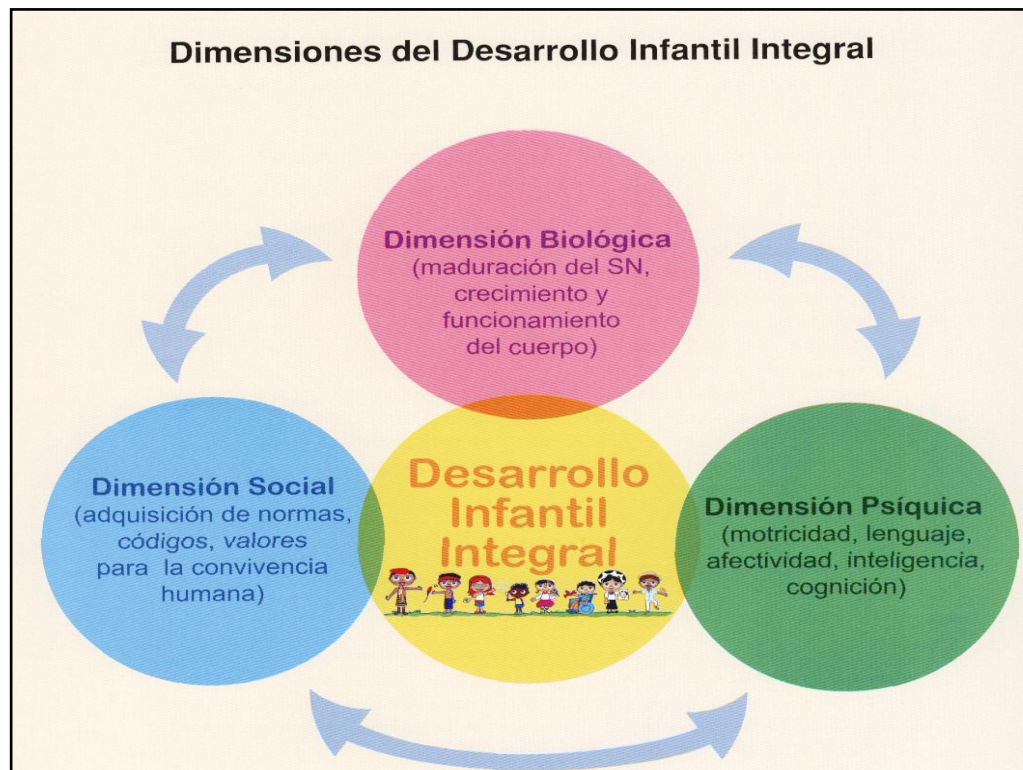 Dimensiones del Desarrollo Infantil Integral
Dimensión Biológica
(maduración del SN,
crecimiento y
funcionamiento
del cuerpo)
Dimensión Social
(adquisición de normas,
códigos, valores
para la convivencia
humana)
Desarrollo
Infantil
Integral
Dimensión Psíquica
(motricidad, lenguaje,
afectividad, inteligencia,
cognición)